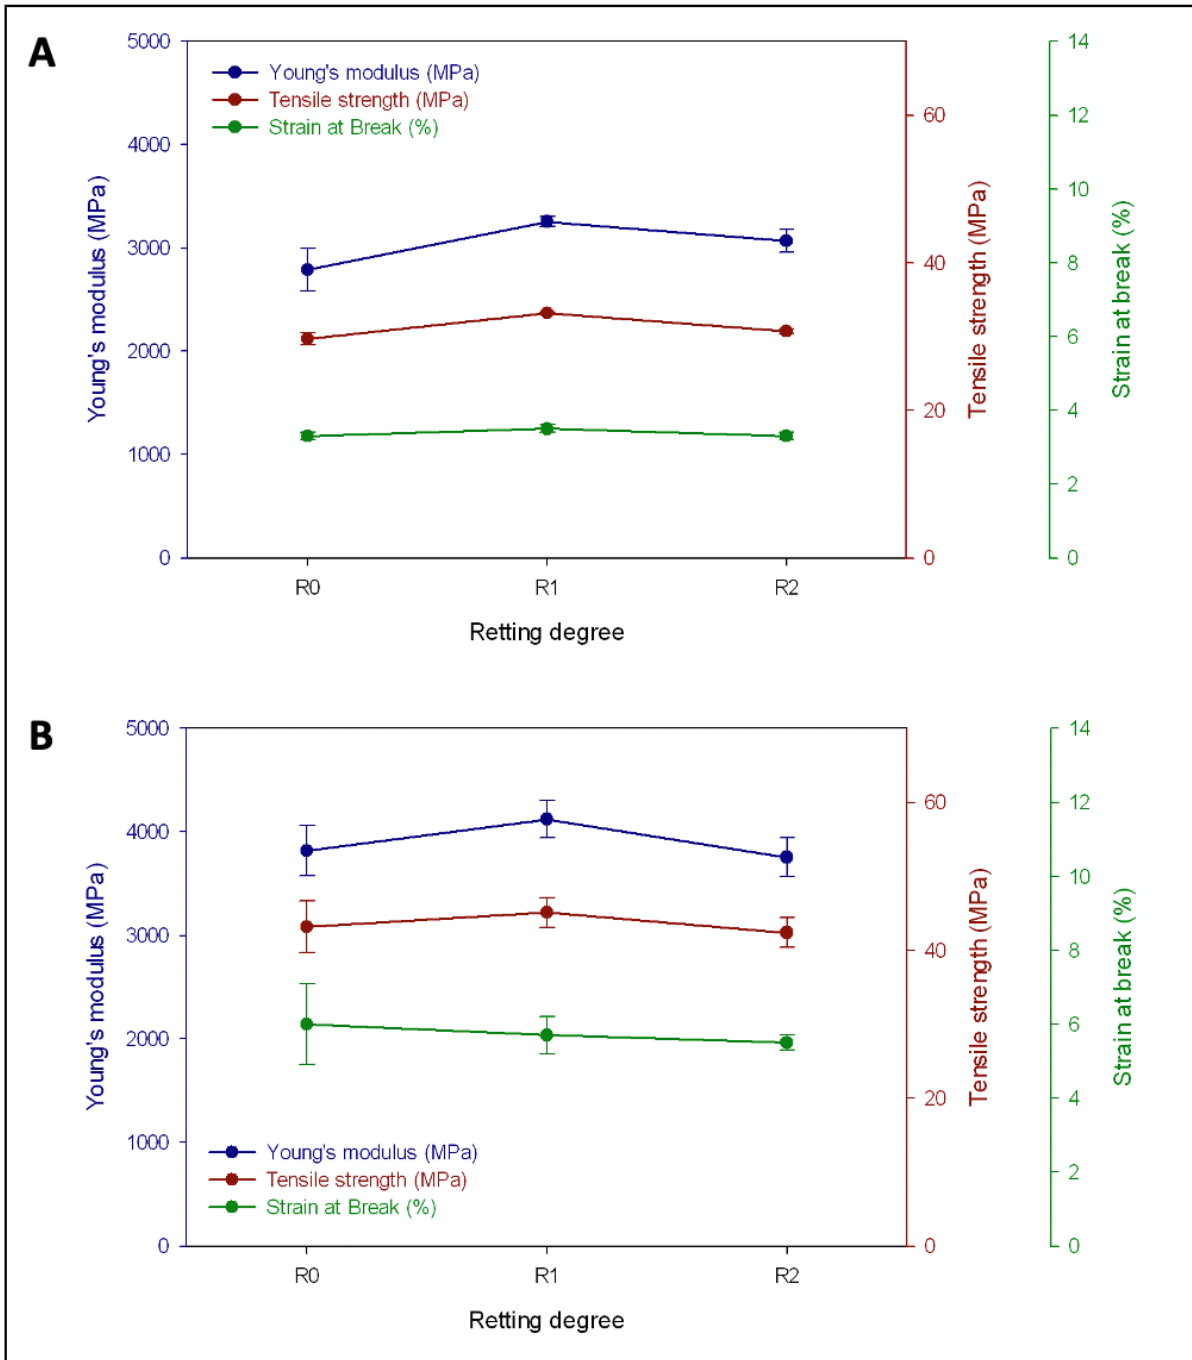 A
Young's modulus (MPa)
Tensile strength (MPa)
Strain at Break (%)
5000
4000
3000
2000
1000
0
Young's modulus (MPa)
60
40
20
0
Tensile strength (MPa)
14
12
10
8
6
4
2
0
Strain at break (%)
R0 R1 R2
Retting degree
B
5000
4000
3000
2000
1000
0
Young's modulus (MPa)
60
40
20
0
Tensile strength (MPa)
14
12
10
8
6
4
2
0
Strain at break (%)
Young's modulus (MPa)
Tensile strength (MPa)
Strain at Break (%)
R0 R1 R2
Retting degree